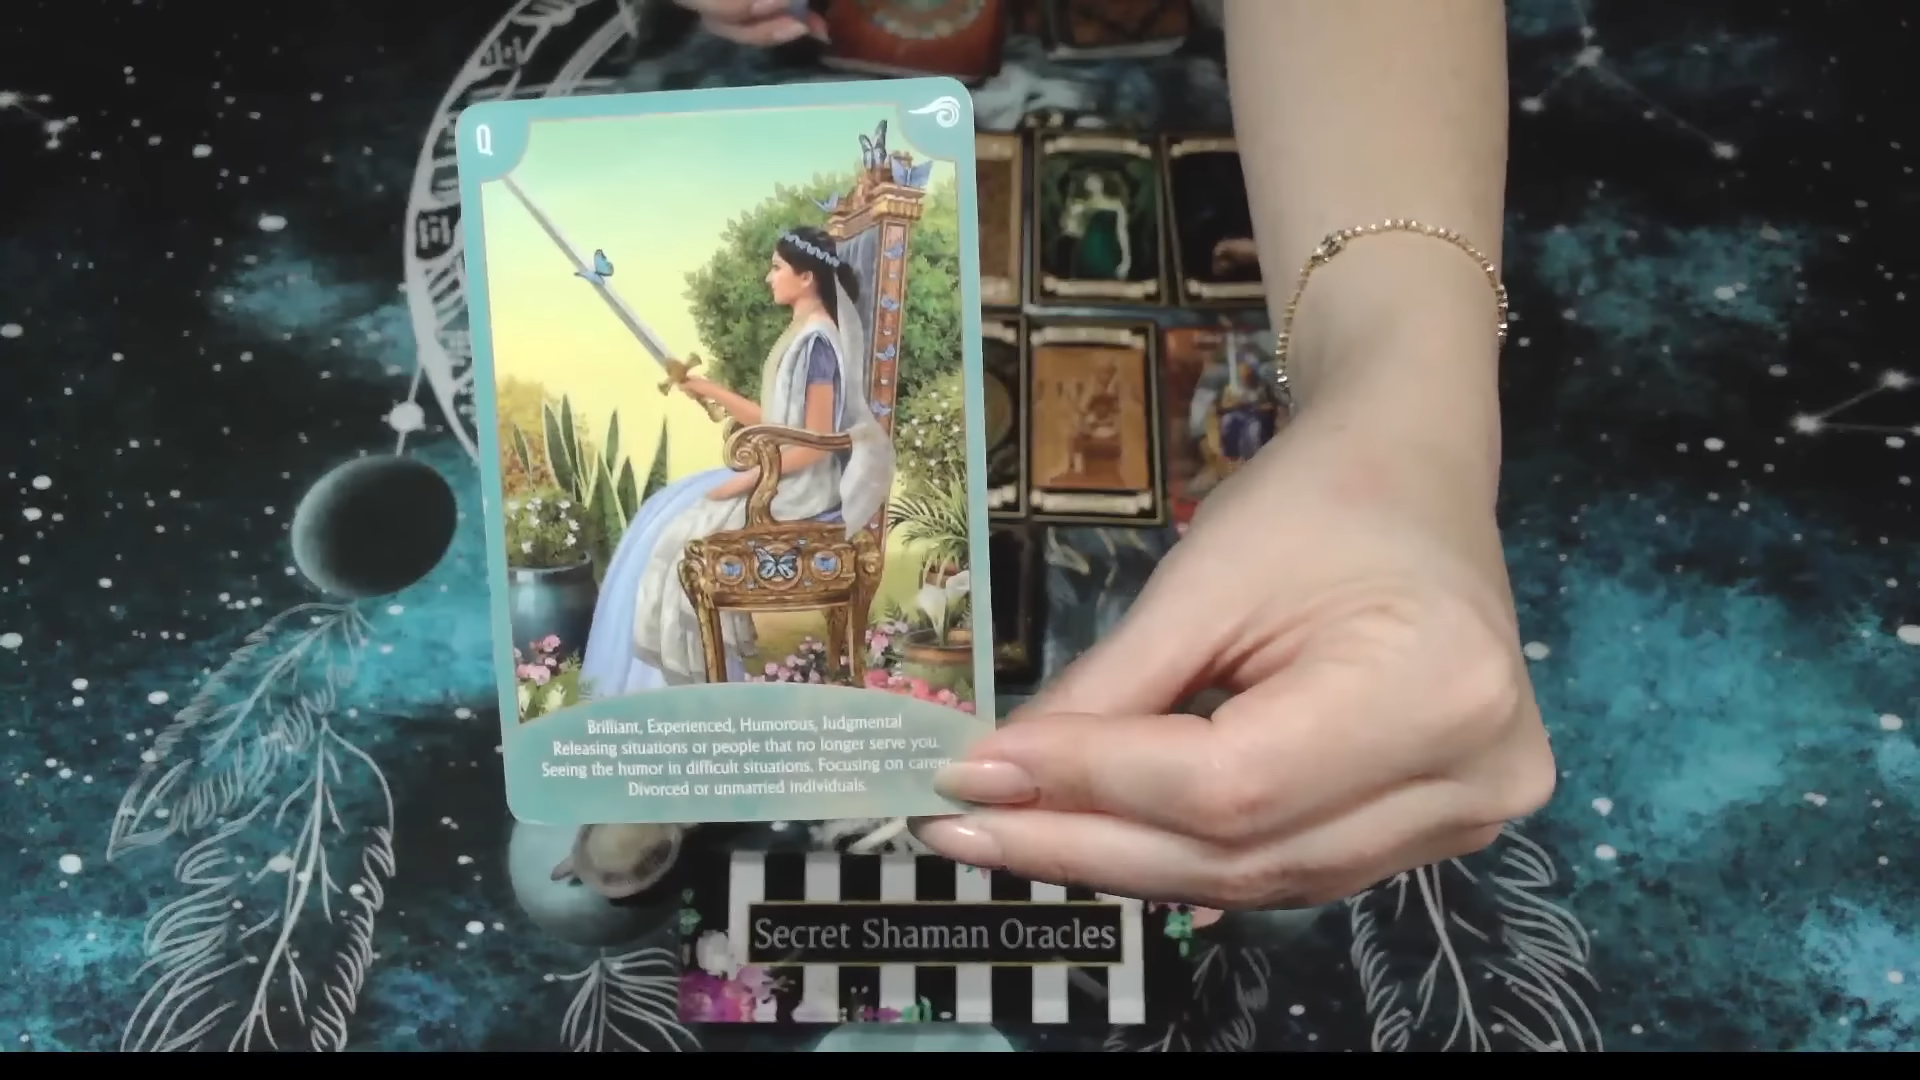 Q
Brilliant, Experienced, Humorous, Judgmental
Releasing situations or people that no longer serve you.
Seeing the humor in difficult situations. Focusing on career.
Divorced or unmarried individuals.
Secret Shaman Oracles